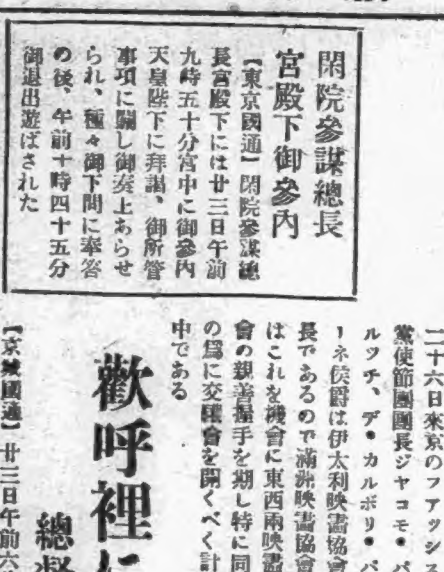 閑院參謀總長
宮殿下御參內
【東京國通】閑院參謀總
長宮殿下には廿三日午前
九時五十分宮中に御參內
天皇陛下に拜謁、御所管
事項に關し御奏上あらせ
られ、種々御下問に奉答
の後、午前十時四十五分
御退出遊ばされた
二十六日來京のファッシス
黨使節團團長ジヤコモ・パ
ルッチ、デ・カルボリ・パ
リネ侯爵は伊太利映畫協會
長であるので滿洲映畫協會
はこれを機會に東西兩映畫
會の親善握手を期し特に同
の爲に交驩會を開くべく計
中である
歡呼裡に
總督
【京城國通】廿三日午前六